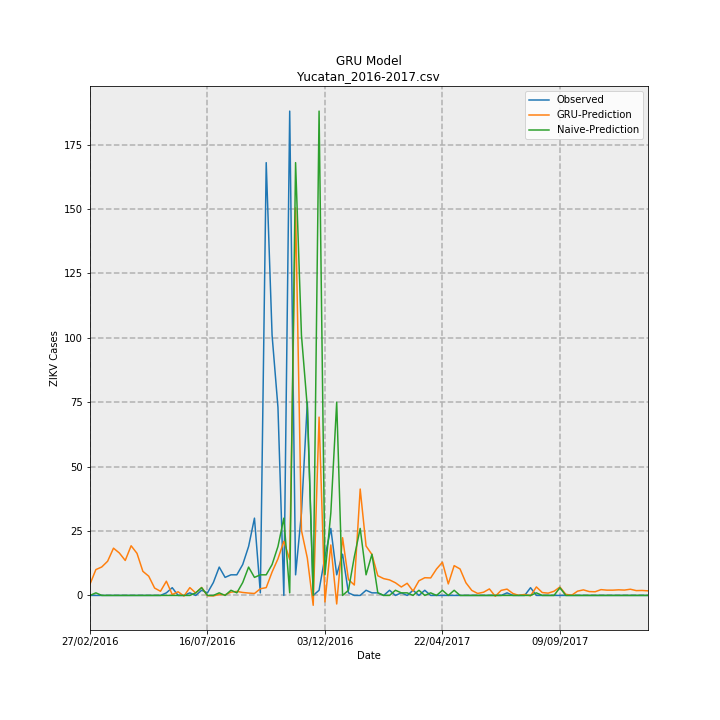 GRU Model
Yucatan_2016-2017.csv
Observed
GRU-Prediction
Naive-Prediction
175
150
125
100
75
50
25
0
ZIKV Cases
27/02/2016
16/07/2016
03/12/2016
22/04/2017
09/09/2017
Date